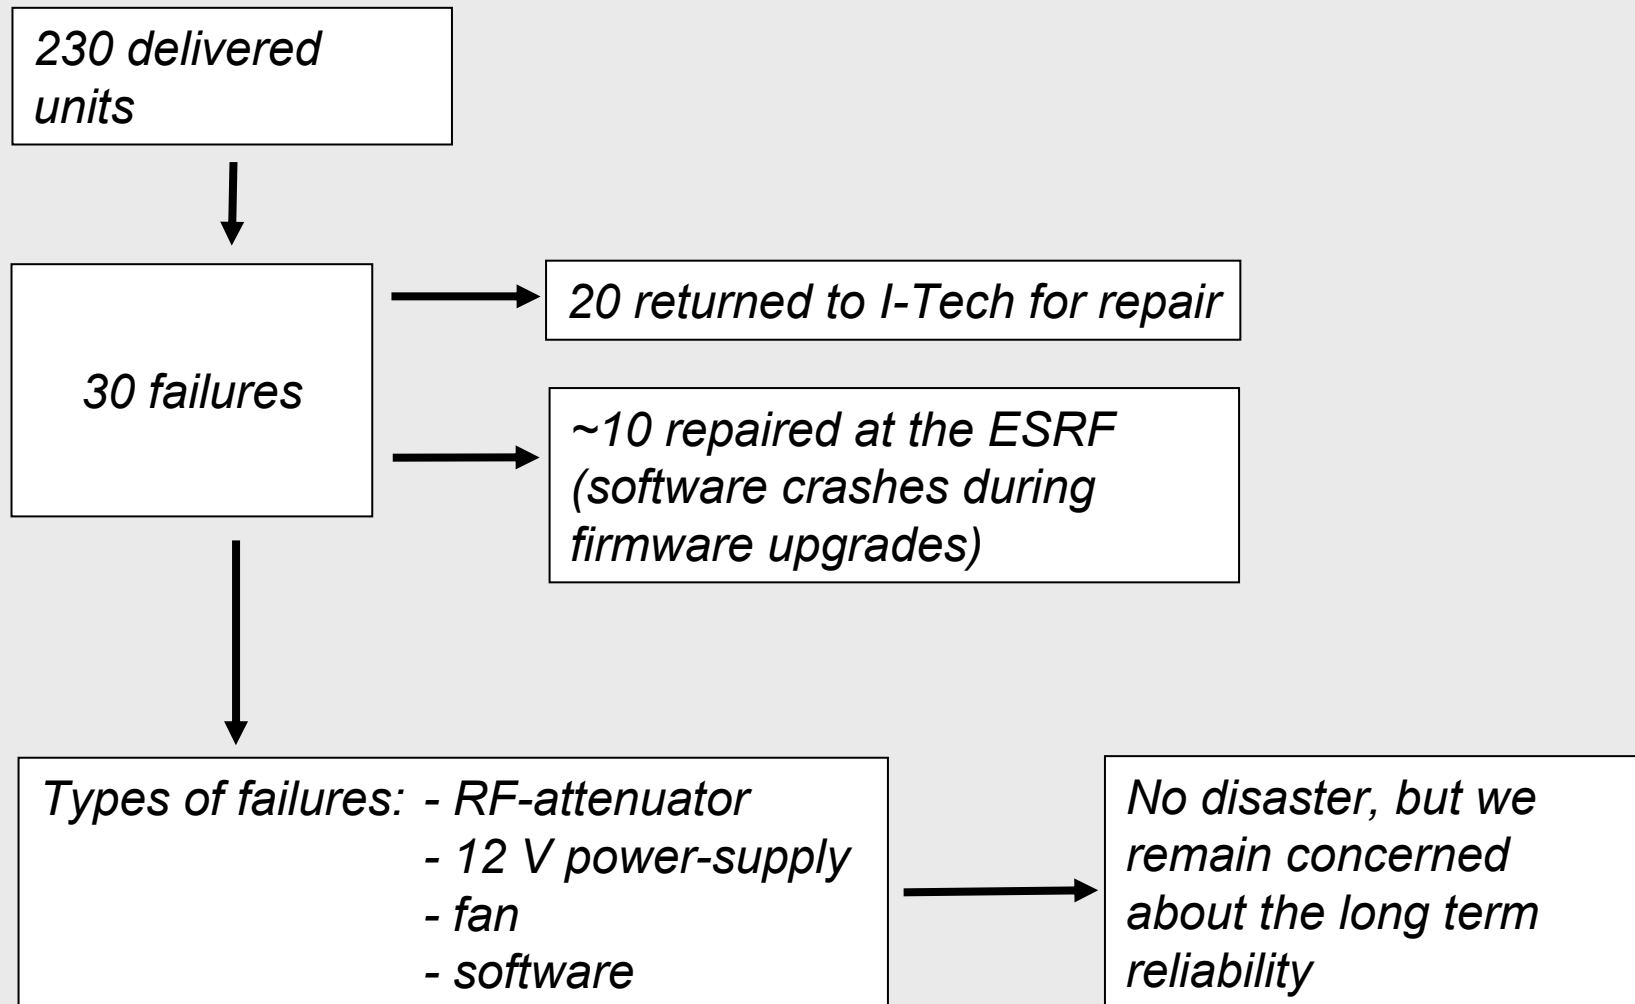 230 delivered
units
20 returned to I-Tech for repair
30 failures
~10 repaired at the ESRF
(software crashes during
firmware upgrades)
Types of failures: - RF-attenuator
- 12 V power-supply
- fan
- software
No disaster, but we
remain concerned
about the long term
reliability